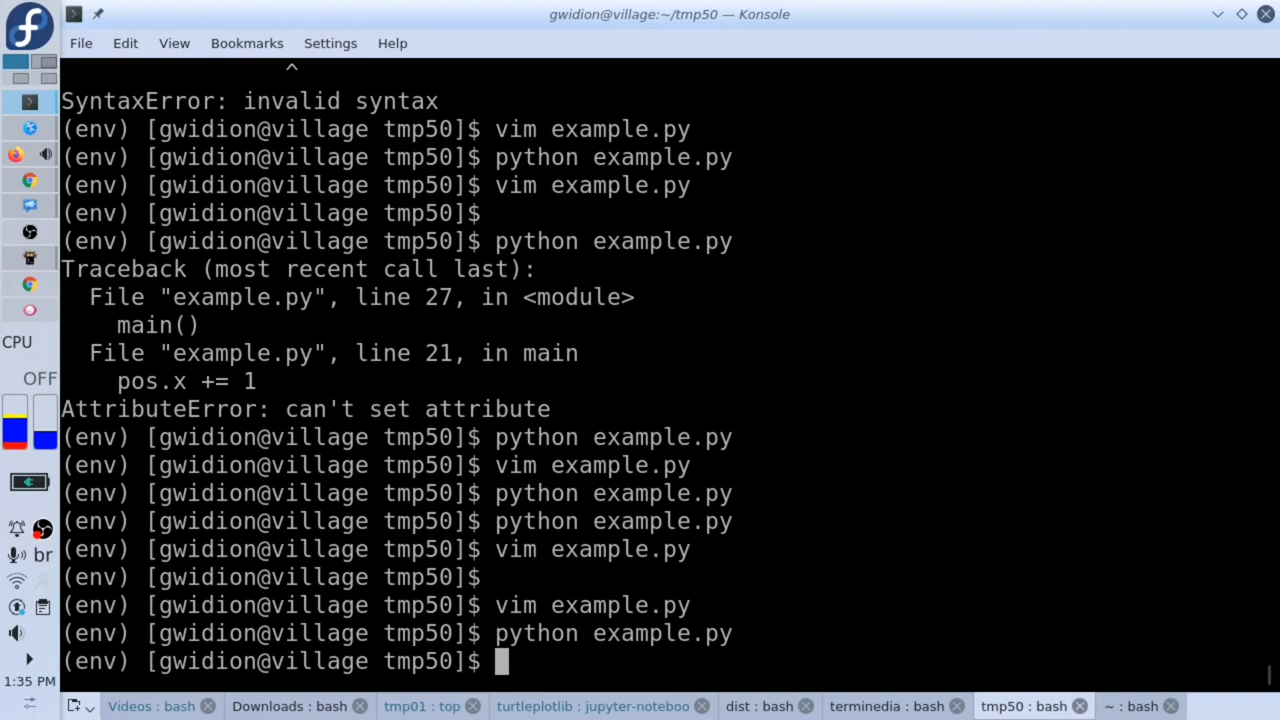 gwidion@village:~/tmp50 — Konsole
File Edit View Bookmarks Settings Help
^
SyntaxError: invalid syntax
(env) [gwidion@village tmp50]$ vim example.py
(env) [gwidion@village tmp50]$ python example.py
(env) [gwidion@village tmp50]$ vim example.py
(env) [gwidion@village tmp50]$
(env) [gwidion@village tmp50]$ python example.py
Traceback (most recent call last):
  File "example.py", line 27, in <module>
    main()
  File "example.py", line 21, in main
    pos.x += 1
AttributeError: can't set attribute
(env) [gwidion@village tmp50]$ python example.py
(env) [gwidion@village tmp50]$ vim example.py
(env) [gwidion@village tmp50]$ python example.py
(env) [gwidion@village tmp50]$ python example.py
(env) [gwidion@village tmp50]$ vim example.py
(env) [gwidion@village tmp50]$
(env) [gwidion@village tmp50]$ vim example.py
(env) [gwidion@village tmp50]$ python example.py
(env) [gwidion@village tmp50]$
CPU
OFF
br
1:35 PM
Videos : bash Downloads : bash tmp01 : top turtleplotlib : jupyter-noteboo dist : bash terminedia : bash tmp50 : bash ~ : bash